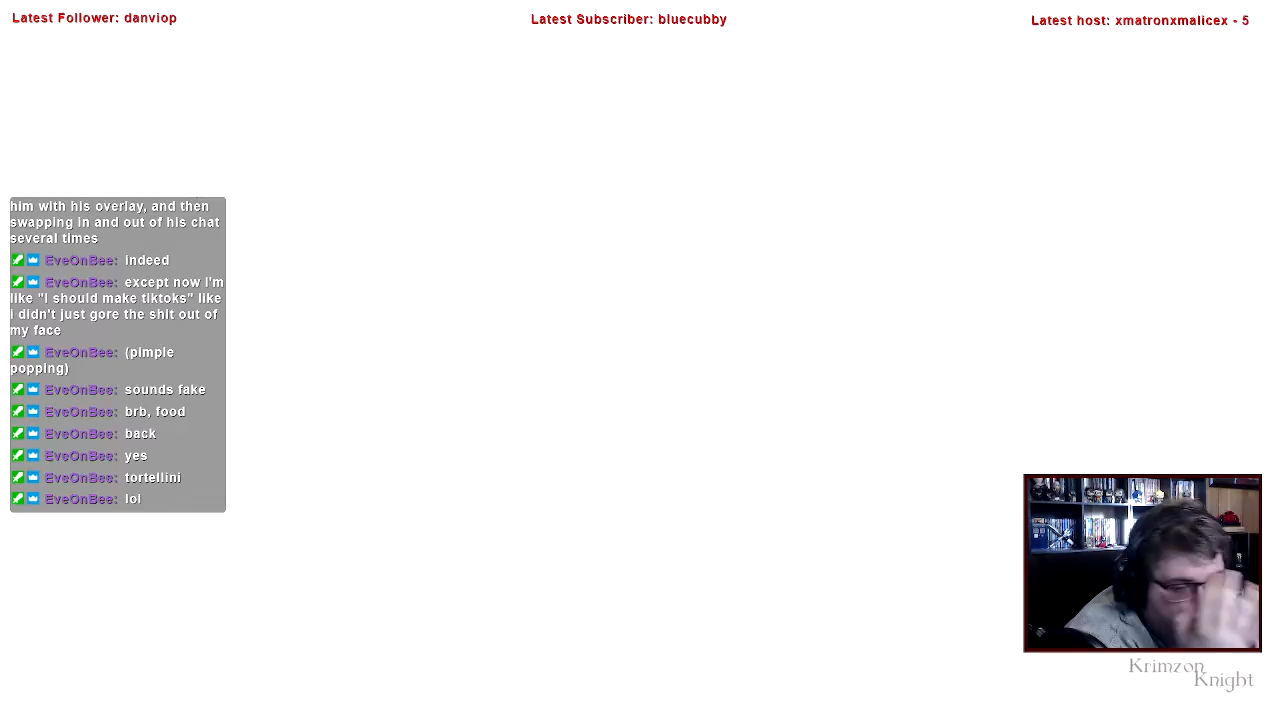 Latest Follower: danviop
Latest Subscriber: bluecubby
Latest host: xmatronxmalicex - 5
him with his overlay, and then
swapping in and out of his chat
several times
EveOnBee: indeed
EveOnBee: except now I'm
like "I should make tiktoks" like
i didn't just gore the shit out of
my face
EveOnBee: (pimple
popping)
EveOnBee: sounds fake
EveOnBee: brb, food
EveOnBee: back
EveOnBee: yes
EveOnBee: tortellini
EveOnBee: lol
Krimzon
Knight